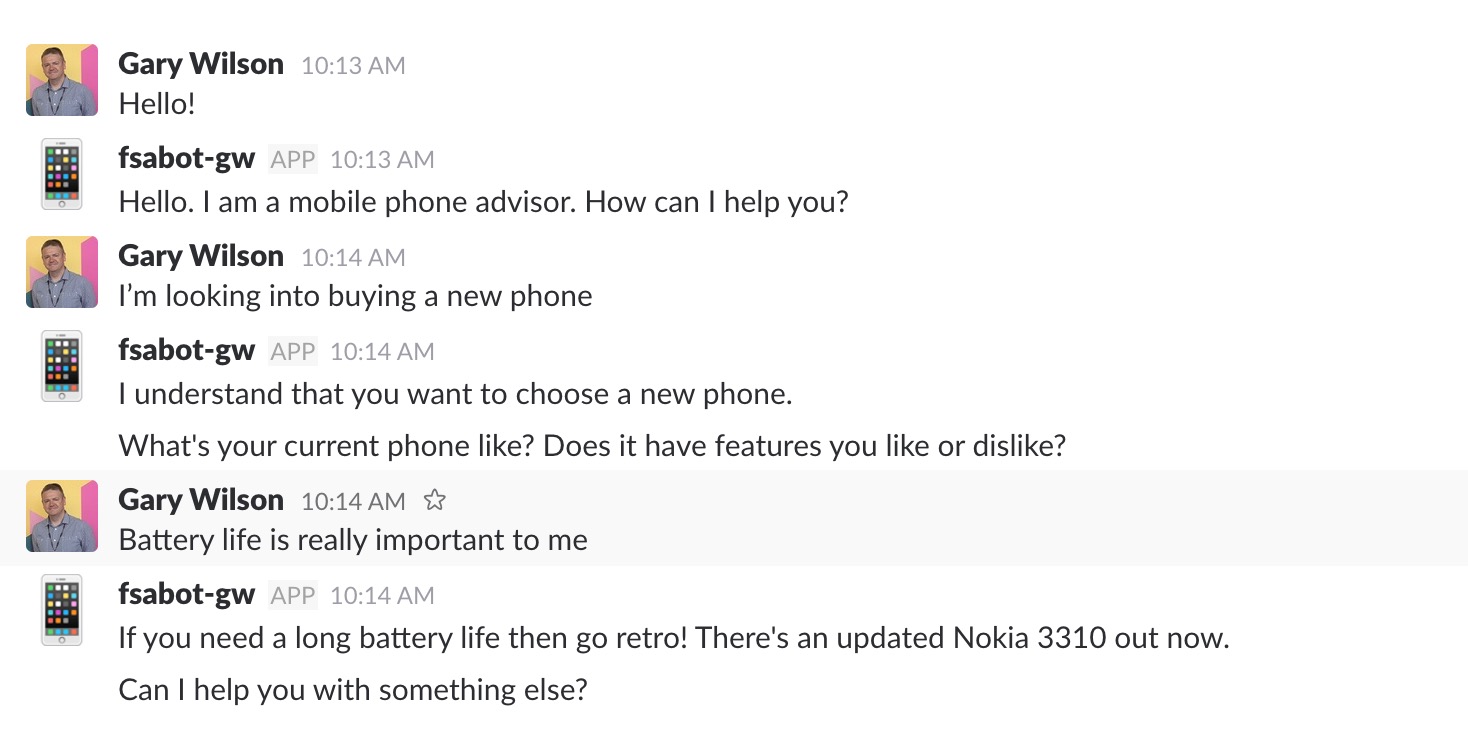 Gary Wilson 10:13 AM
Hello!
fsabot-gw APP 10:13 AM
Hello. I am a mobile phone advisor. How can I help you?
Gary Wilson 10:14 AM
I’m looking into buying a new phone
fsabot-gw APP 10:14 AM
I understand that you want to choose a new phone.
What's your current phone like? Does it have features you like or dislike?
Gary Wilson 10:14 AM
Battery life is really important to me
fsabot-gw APP 10:14 AM
If you need a long battery life then go retro! There's an updated Nokia 3310 out now.
Can I help you with something else?